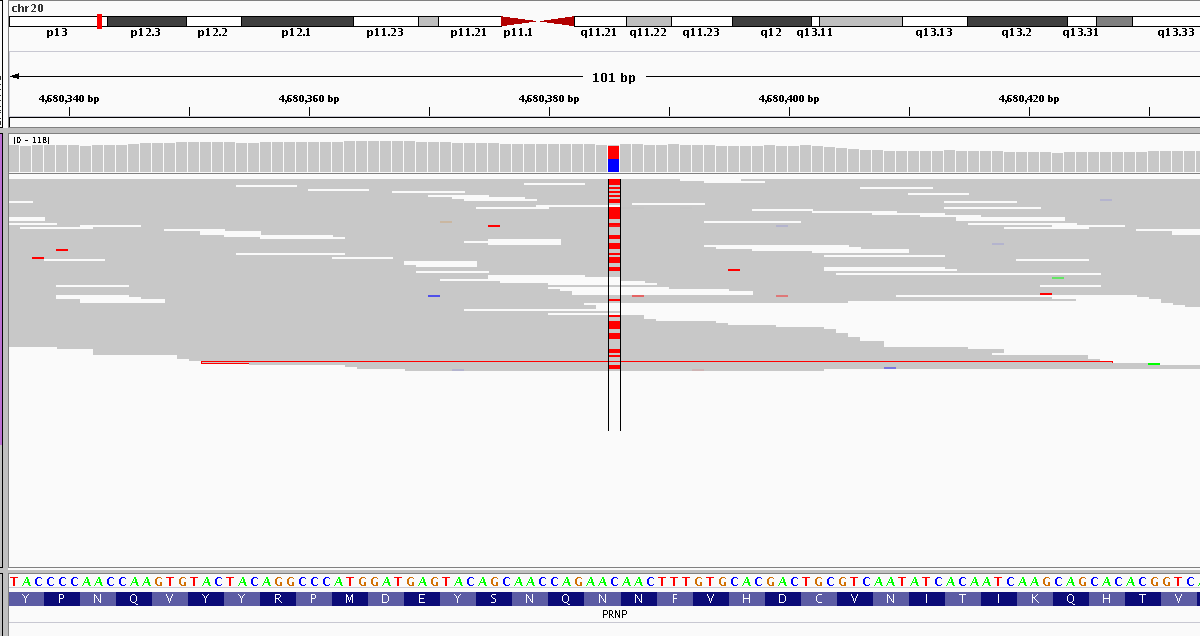 chr20
p13 p12.3 p12.2 p12.1 p11.23 p11.21 p11.1 q11.21 q11.22 q11.23 q12 q13.11 q13.13 q13.2 q13.31 q13.33
101 bp
4,680,340 bp 4,680,360 bp 4,680,380 bp 4,680,400 bp 4,680,420 bp
[0 - 118]
TACCCCAACCAAGTGTACTACAGGCCCATGGATGAGTACAGCAACCAGAACAACTTTGTGCACGACTGCGTCAATATCACAATCAAGCAGCACACGGTC
Y P N Q V Y Y R P M D E Y S N Q N N F V H D C V N I T I K Q H T V
PRNP